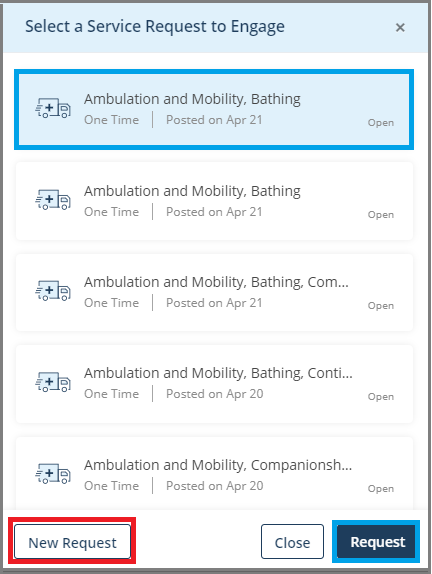 Select a Service Request to Engage ×
Ambulation and Mobility, Bathing
One Time | Posted on Apr 21
Open
Ambulation and Mobility, Bathing
One Time | Posted on Apr 21
Open
Ambulation and Mobility, Bathing, Com...
One Time | Posted on Apr 21
Open
Ambulation and Mobility, Bathing, Conti...
One Time | Posted on Apr 20
Open
Ambulation and Mobility, Companionsh...
One Time | Posted on Apr 20
Open
New Request Close Request